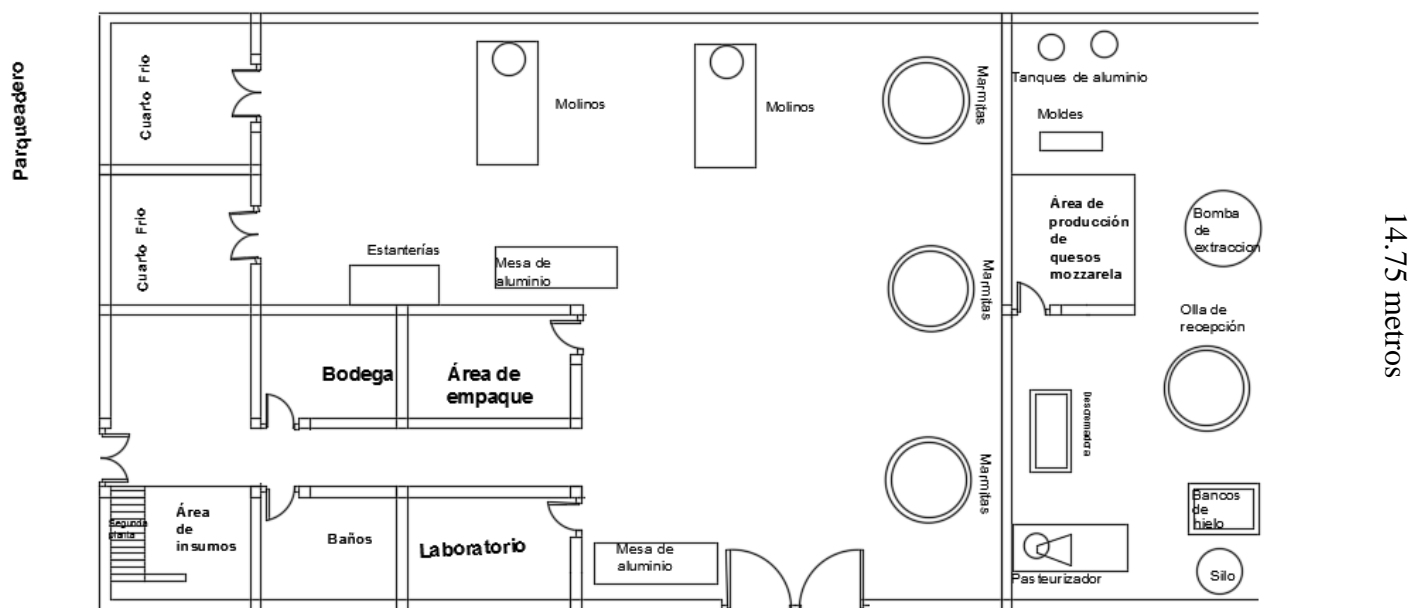 Parqueadero
Cuarto Frio
Cuarto Frio
Molinos
Molinos
Marmitas
Marmitas
Marmitas
Tanques de aluminio
Moldes
Área de
producción
de
quesos
mozzarela
Bomba
de
extraccion
14.75 metros
Olla de
recepción
Estanterías
Mesa de
aluminio
Bodega
Área de
empaque
Descremadora
Bancos
de
hielo
Segunda
planta
Área
de
insumos
Baños
Laboratorio
Mesa de
aluminio
Pasteurizador
Silo